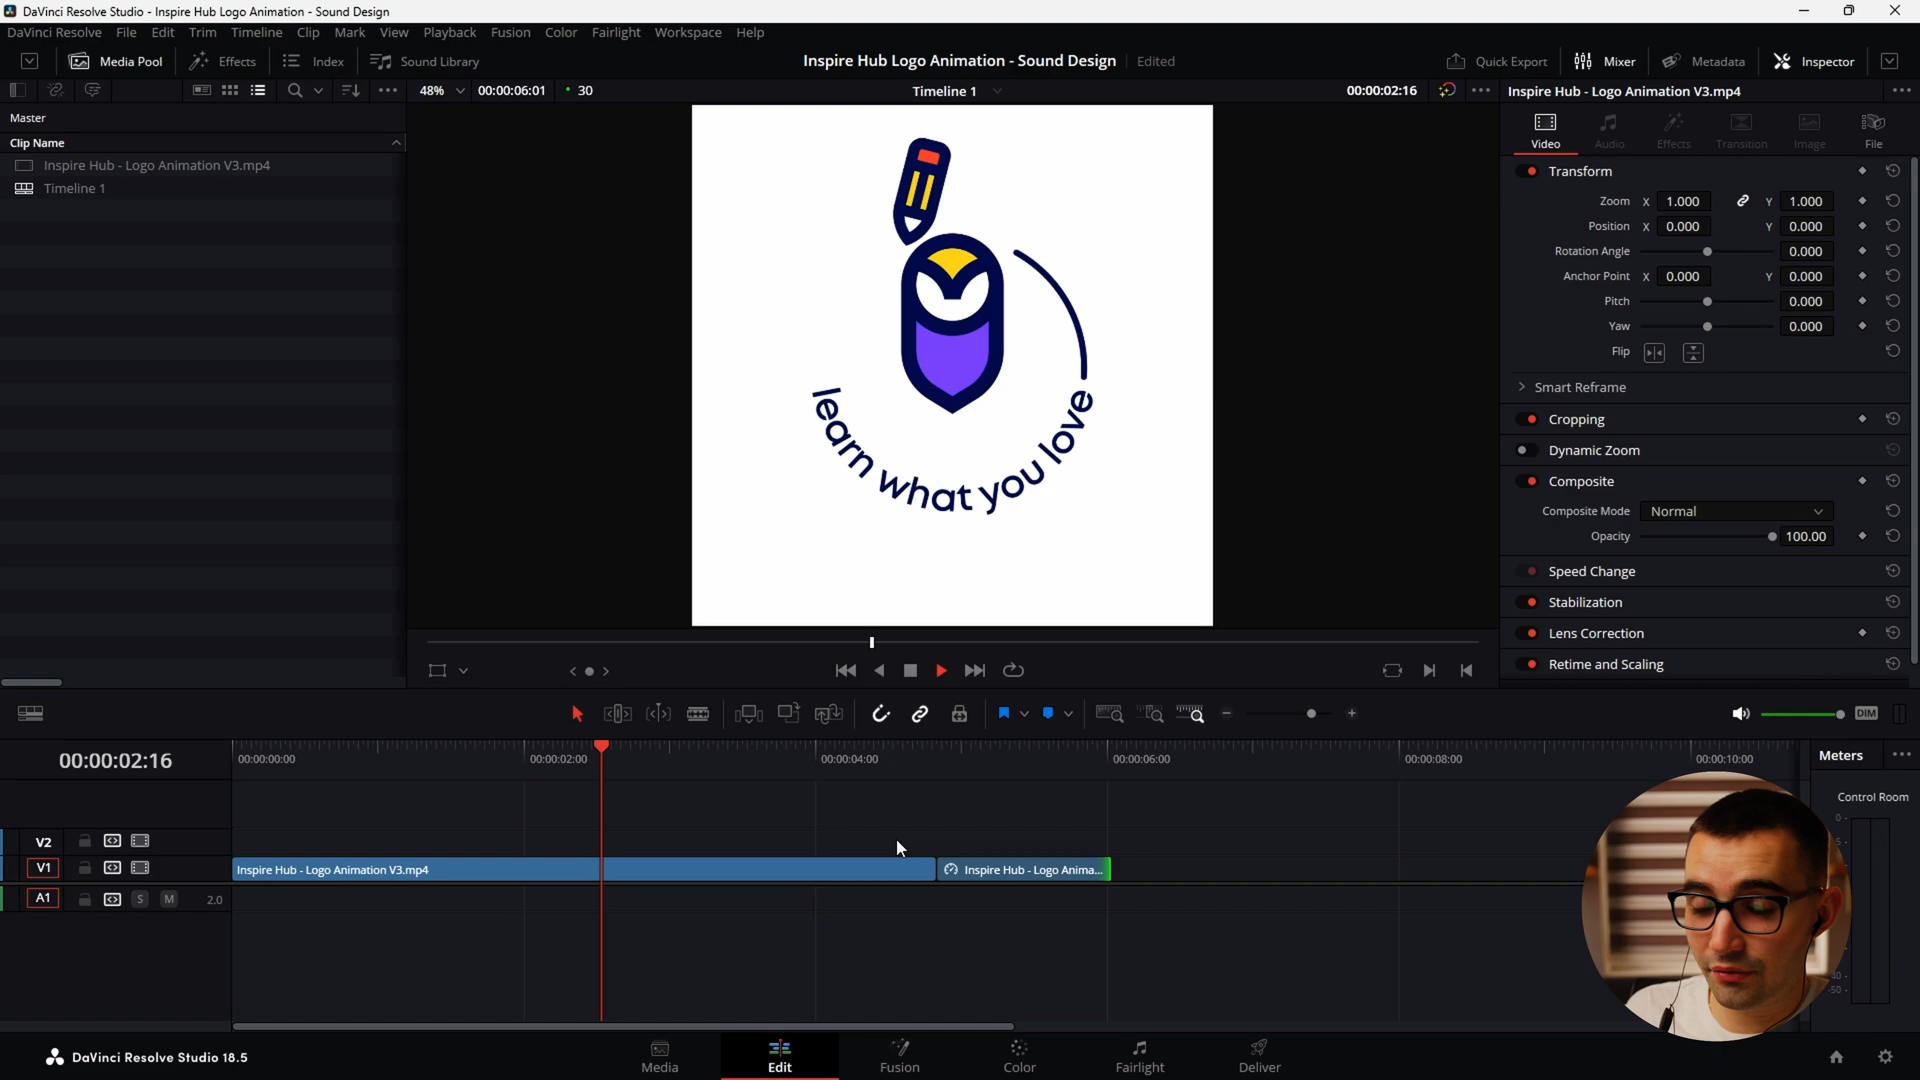 DaVinci Resolve Studio - Inspire Hub Logo Animation - Sound Design
DaVinci Resolve File Edit Trim Timeline Clip Mark View Playback Fusion Color Fairlight Workspace Help
Media Pool Effects Index Sound Library
Inspire Hub Logo Animation - Sound Design Edited
Quick Export Mixer Metadata Inspector
48% 00:00:06:01 30 Timeline 1 00:00:02:16
Inspire Hub - Logo Animation V3.mp4
Master
Clip Name
Inspire Hub - Logo Animation V3.mp4
Timeline 1
learn what you love
Video Audio Effects Transition Image File
Transform
Zoom X 1.000 Y 1.000
Position X 0.000 Y 0.000
Rotation Angle 0.000
Anchor Point X 0.000 Y 0.000
Pitch 0.000
Yaw 0.000
Flip
Smart Reframe
Cropping
Dynamic Zoom
Composite
Composite Mode Normal
Opacity 100.00
Speed Change
Stabilization
Lens Correction
Retime and Scaling
DIM
00:00:02:16
00:00:00:00 00:00:02:00 00:00:04:00 00:00:06:00 00:00:08:00 00:00:10:00
Meters
Control Room
V2
V1
Inspire Hub - Logo Animation V3.mp4
Inspire Hub - Logo Anima...
A1 S M 2.0
DaVinci Resolve Studio 18.5
Media Edit Fusion Color Fairlight Deliver